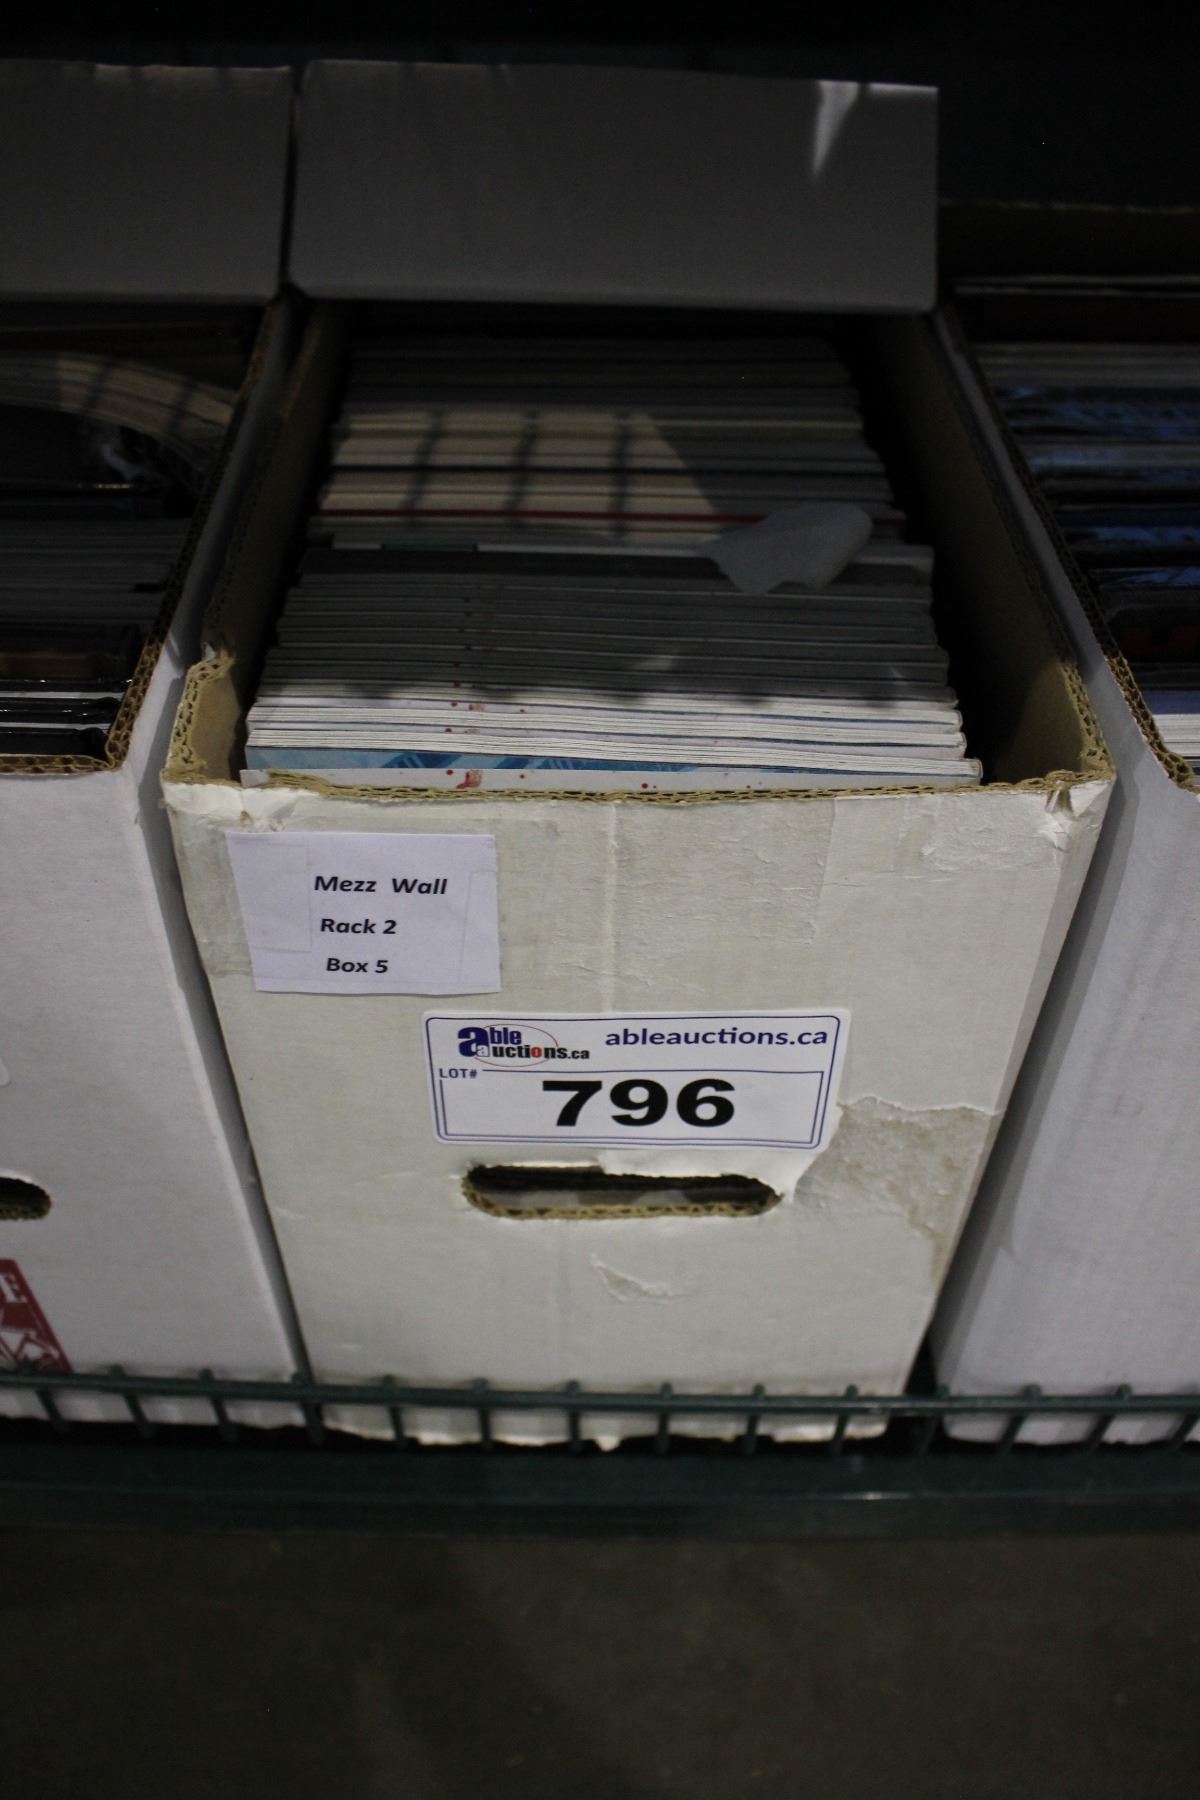 Mezz Wall
Rack 2
Box 5
able auctions.ca
ableauctions.ca
LOT#
796